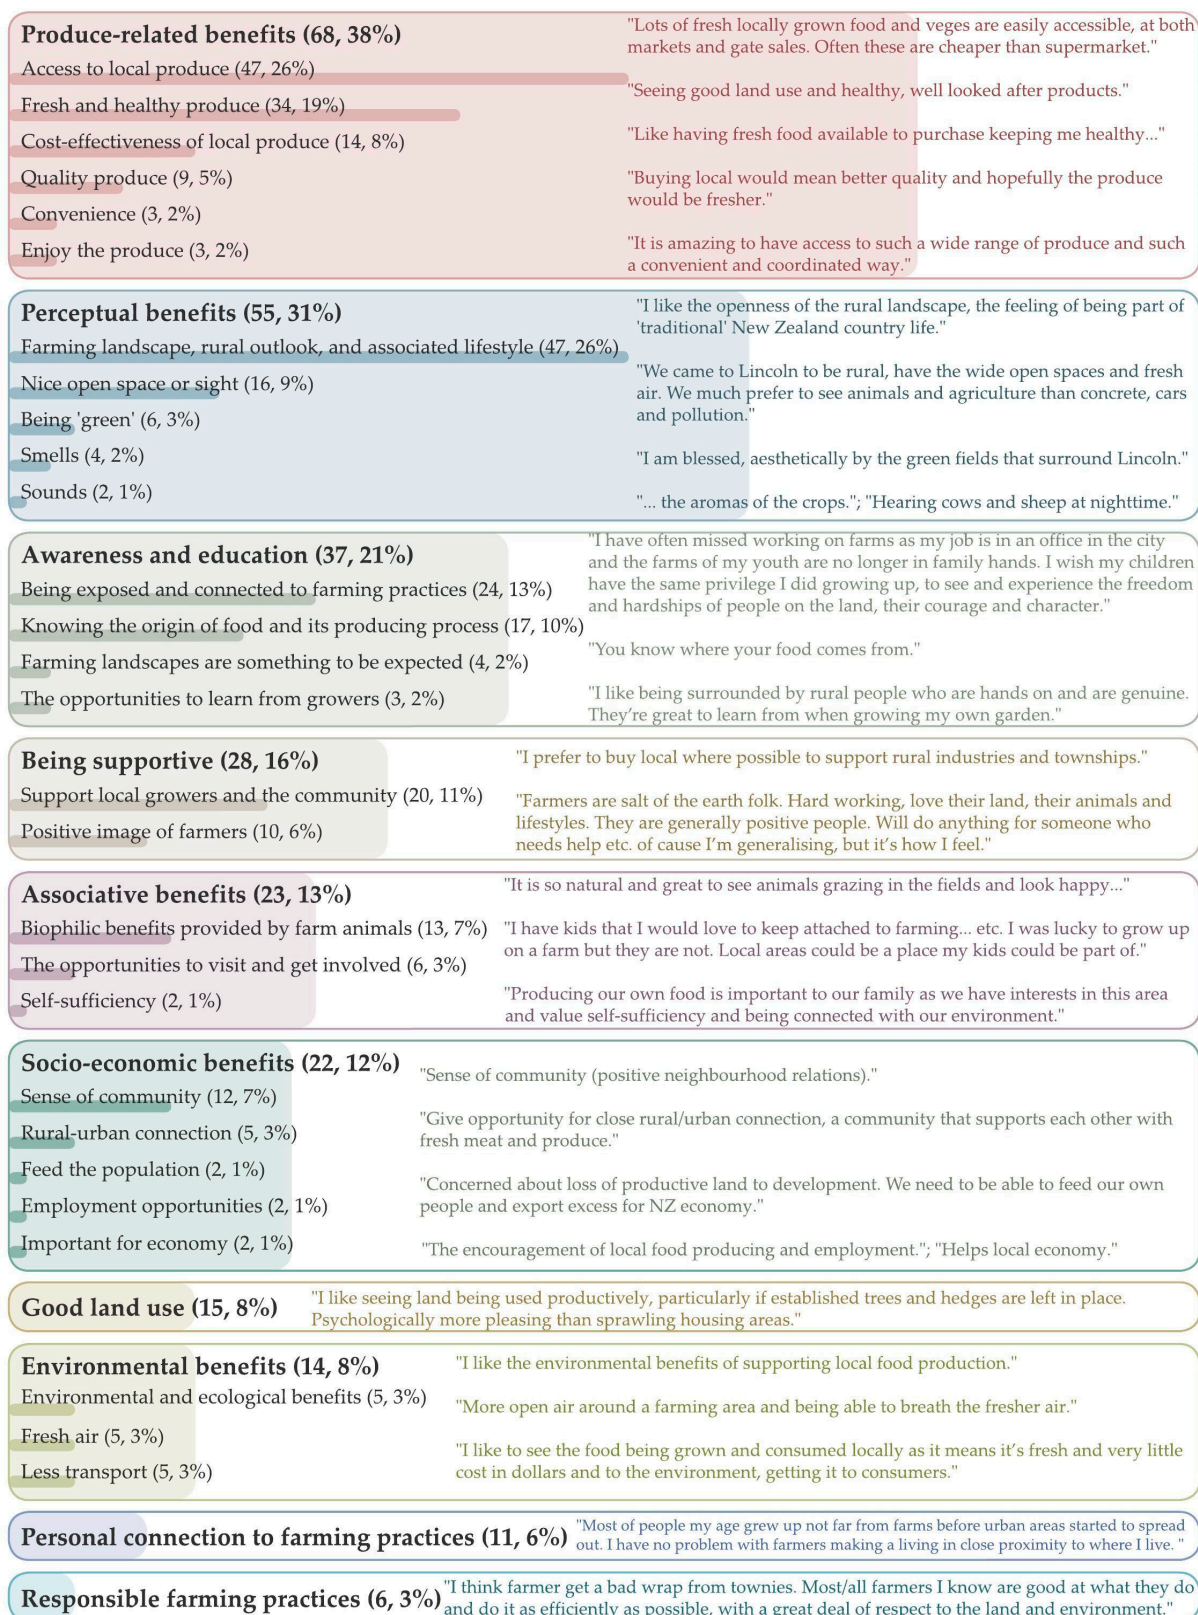 Produce-related benefits (68, 38%)
Access to local produce (47, 26%)
Fresh and healthy produce (34, 19%)
Cost-effectiveness of local produce (14, 8%)
Quality produce (9, 5%)
Convenience (3, 2%)
Enjoy the produce (3, 2%)
"Lots of fresh locally grown food and veges are easily accessible, at both
markets and gate sales. Often these are cheaper than supermarket."
"Seeing good land use and healthy, well looked after products."
"Like having fresh food available to purchase keeping me healthy..."
"Buying local would mean better quality and hopefully the produce
would be fresher."
"It is amazing to have access to such a wide range of produce and such
a convenient and coordinated way."
Perceptual benefits (55, 31%)
Farming landscape, rural outlook, and associated lifestyle (47, 26%)
Nice open space or sight (16, 9%)
Being 'green' (6, 3%)
Smells (4, 2%)
Sounds (2, 1%)
"I like the openness of the rural landscape, the feeling of being part of
'traditional' New Zealand country life."
"We came to Lincoln to be rural, have the wide open spaces and fresh
air. We much prefer to see animals and agriculture than concrete, cars
and pollution."
"I am blessed, aesthetically by the green fields that surround Lincoln."
"... the aromas of the crops."; "Hearing cows and sheep at nighttime."
Awareness and education (37, 21%)
Being exposed and connected to farming practices (24, 13%)
Knowing the origin of food and its producing process (17, 10%)
Farming landscapes are something to be expected (4, 2%)
The opportunities to learn from growers (3, 2%)
"I have often missed working on farms as my job is in an office in the city
and the farms of my youth are no longer in family hands. I wish my children
have the same privilege I did growing up, to see and experience the freedom
and hardships of people on the land, their courage and character."
"You know where your food comes from."
"I like being surrounded by rural people who are hands on and are genuine.
They're great to learn from when growing my own garden."
Being supportive (28, 16%)
Support local growers and the community (20, 11%)
Positive image of farmers (10, 6%)
"I prefer to buy local where possible to support rural industries and townships."
"Farmers are salt of the earth folk. Hard working, love their land, their animals and
lifestyles. They are generally positive people. Will do anything for someone who
needs help etc. of cause I'm generalising, but it's how I feel."
Associative benefits (23, 13%)
Biophilic benefits provided by farm animals (13, 7%)
The opportunities to visit and get involved (6, 3%)
Self-sufficiency (2, 1%)
"It is so natural and great to see animals grazing in the fields and look happy..."
"I have kids that I would love to keep attached to farming... etc. I was lucky to grow up
on a farm but they are not. Local areas could be a place my kids could be part of."
"Producing our own food is important to our family as we have interests in this area
and value self-sufficiency and being connected with our environment."
Socio-economic benefits (22, 12%)
Sense of community (12, 7%)
Rural-urban connection (5, 3%)
Feed the population (2, 1%)
Employment opportunities (2, 1%)
Important for economy (2, 1%)
"Sense of community (positive neighbourhood relations)."
"Give opportunity for close rural/urban connection, a community that supports each other with
fresh meat and produce."
"Concerned about loss of productive land to development. We need to be able to feed our own
people and export excess for NZ economy."
"The encouragement of local food producing and employment."; "Helps local economy."
Good land use (15, 8%)
"I like seeing land being used productively, particularly if established trees and hedges are left in place.
Psychologically more pleasing than sprawling housing areas."
Environmental benefits (14, 8%)
Environmental and ecological benefits (5, 3%)
Fresh air (5, 3%)
Less transport (5, 3%)
"I like the environmental benefits of supporting local food production."
"More open air around a farming area and being able to breath the fresher air."
"I like to see the food being grown and consumed locally as it means it's fresh and very little
cost in dollars and to the environment, getting it to consumers."
Personal connection to farming practices (11, 6%)
"Most of people my age grew up not far from farms before urban areas started to spread
out. I have no problem with farmers making a living in close proximity to where I live. "
Responsible farming practices (6, 3%)
"I think farmer get a bad wrap from townies. Most/all farmers I know are good at what they do
and do it as efficiently as possible, with a great deal of respect to the land and environment."